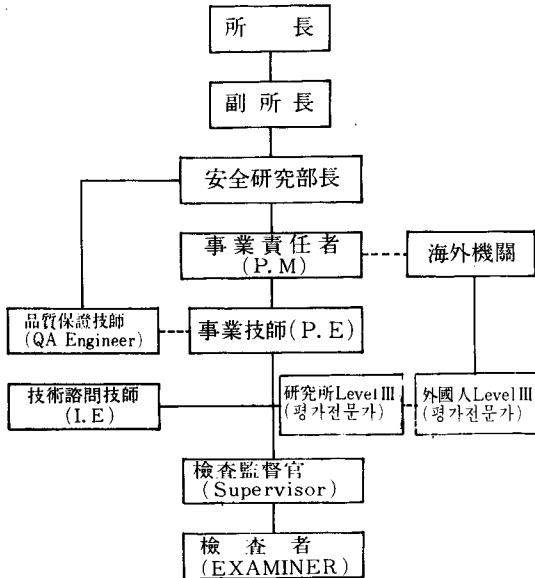 所長
副所長
安全研究部長
事業責任者
(P.M)
海外機關
品質保證技師
(QA Engineer)
事業技師(P.E)
技術諮問技師
(I.E)
研究所LevelⅢ
(평가전문가)
外國人LevelⅢ
(평가전문가)
檢査監督官
(Supervisor)
檢査者
(EXAMINER)